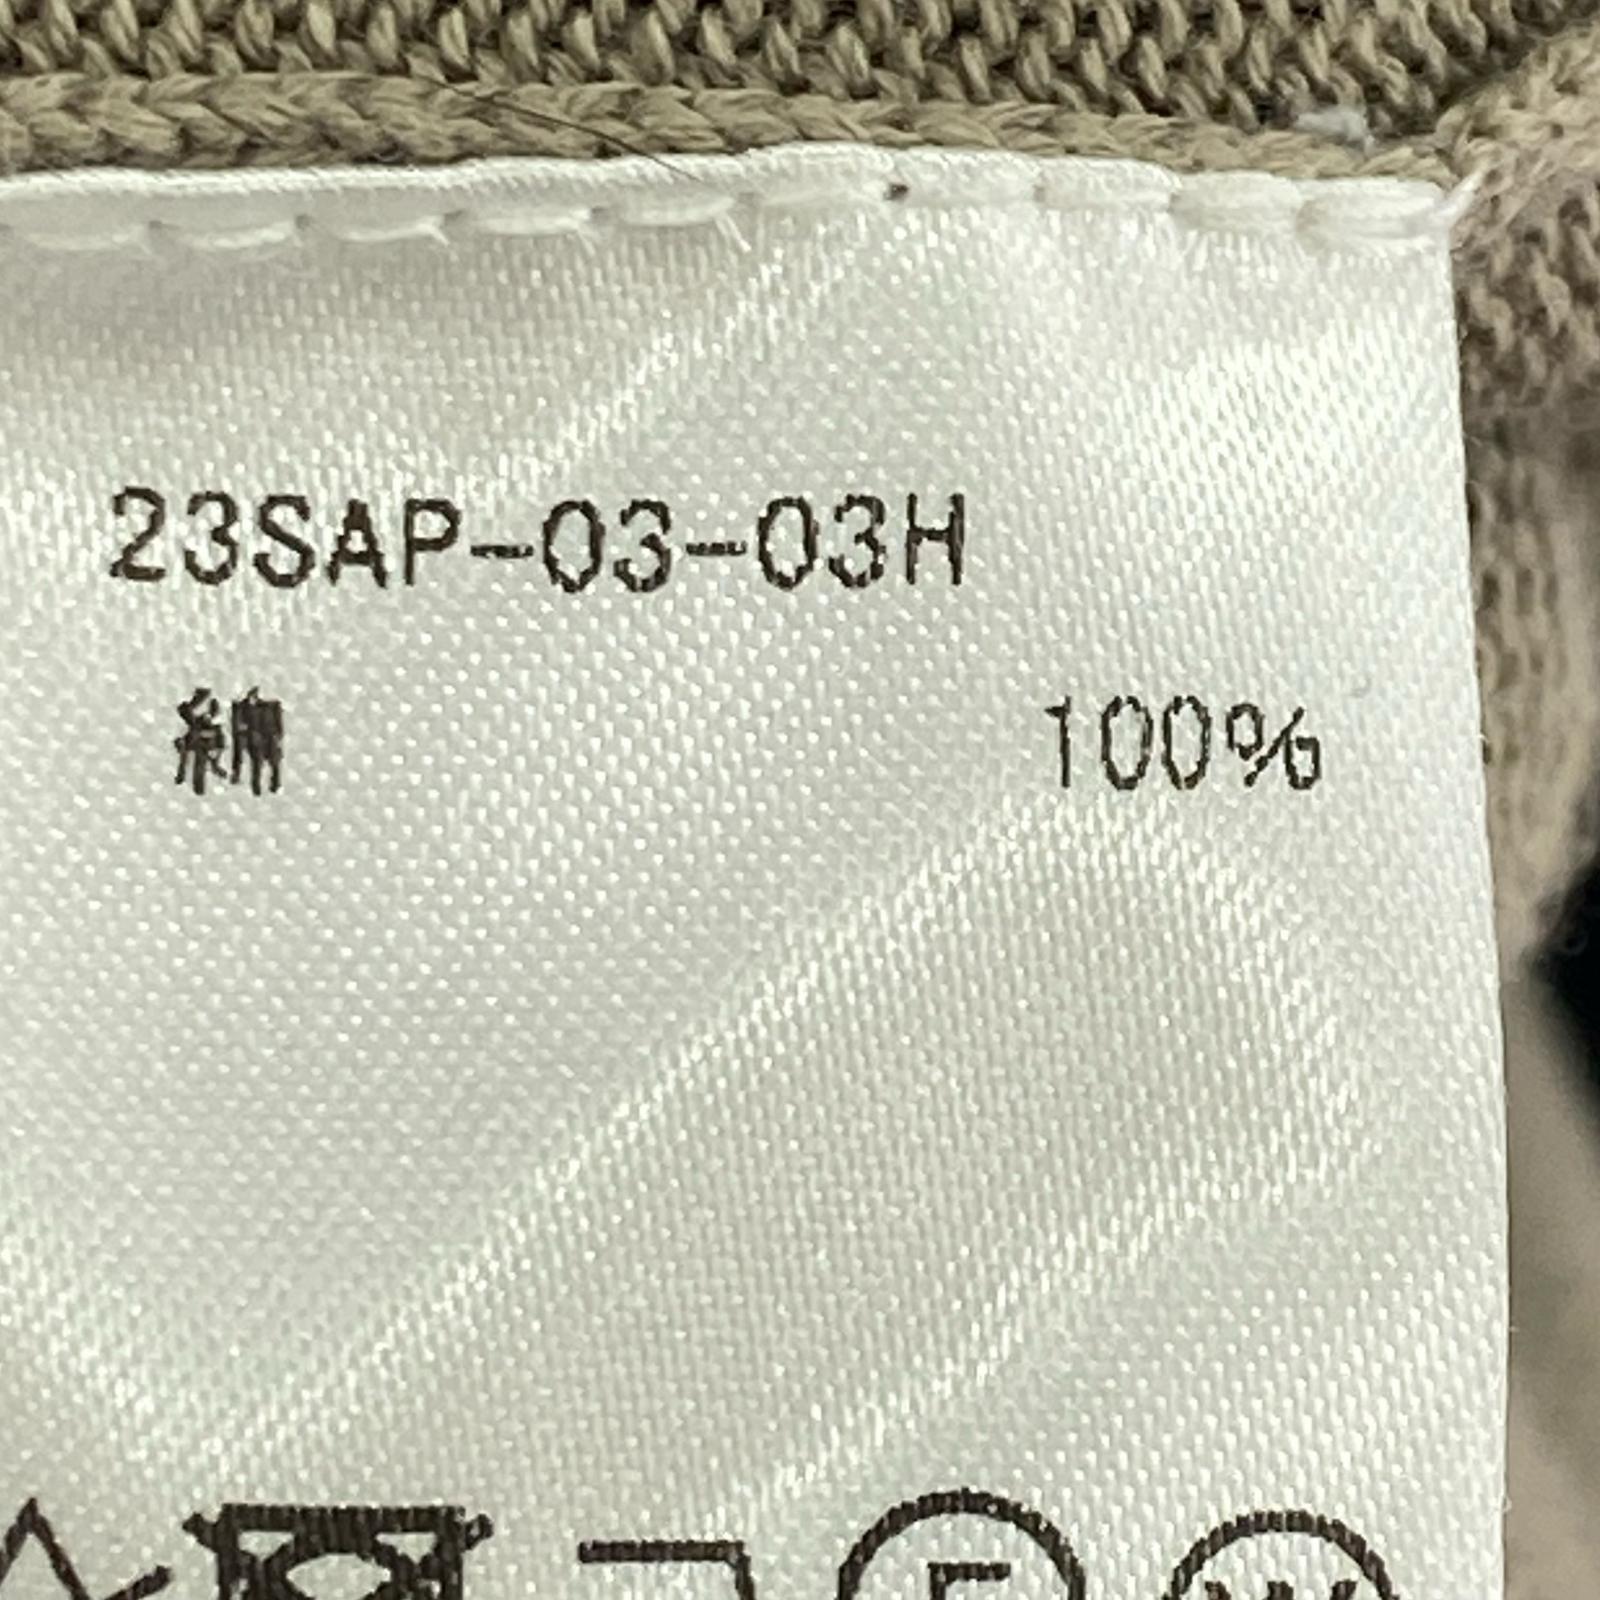 23SAP-03-03H
綿 100%
F
W